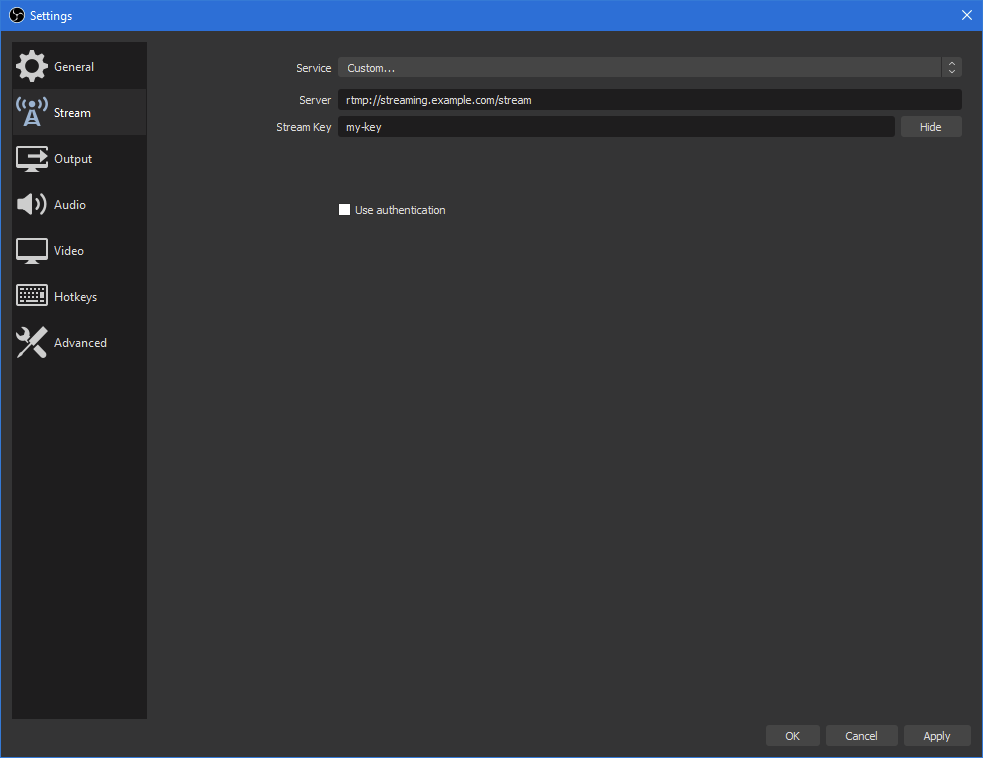 Settings
General
Stream
Output
Audio
Video
Hotkeys
Advanced
Service Custom...
Server rtmp://streaming.example.com/stream
Stream Key my-key Hide
Use authentication
OK Cancel Apply